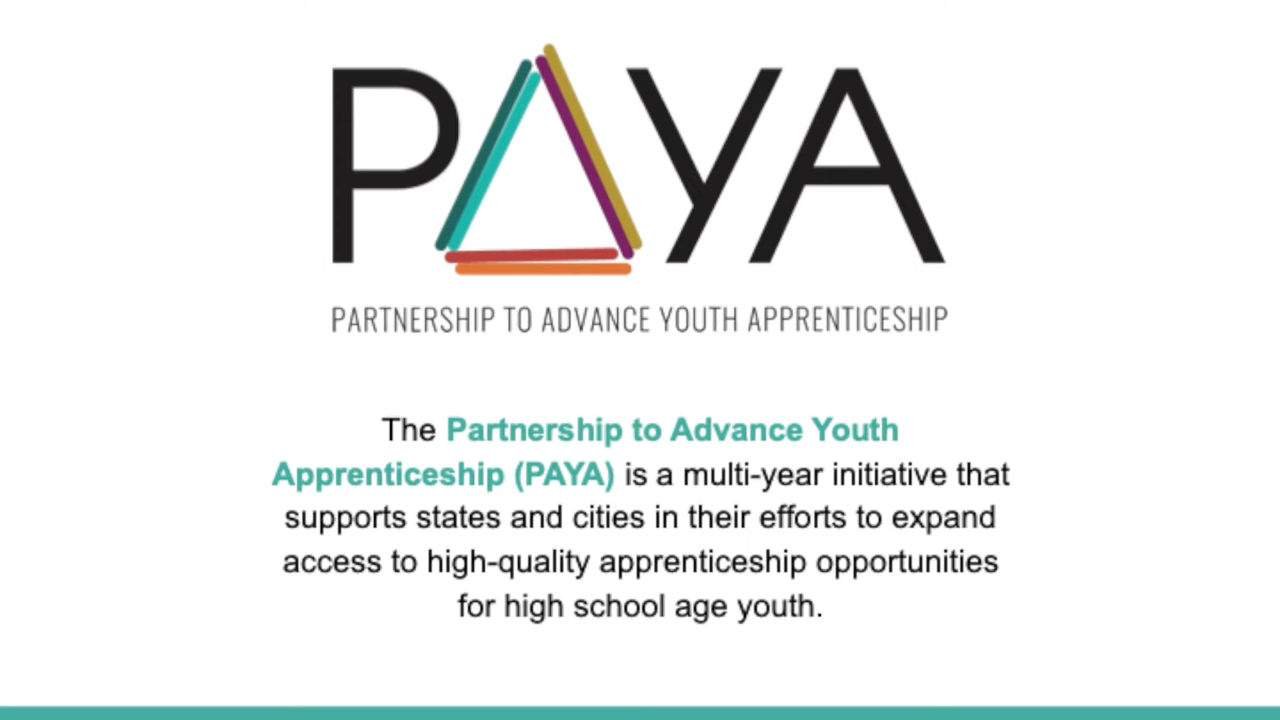 PAYA
PARTNERSHIP TO ADVANCE YOUTH APPRENTICESHIP
The Partnership to Advance Youth
Apprenticeship (PAYA) is a multi-year initiative that
supports states and cities in their efforts to expand
access to high-quality apprenticeship opportunities
for high school age youth.